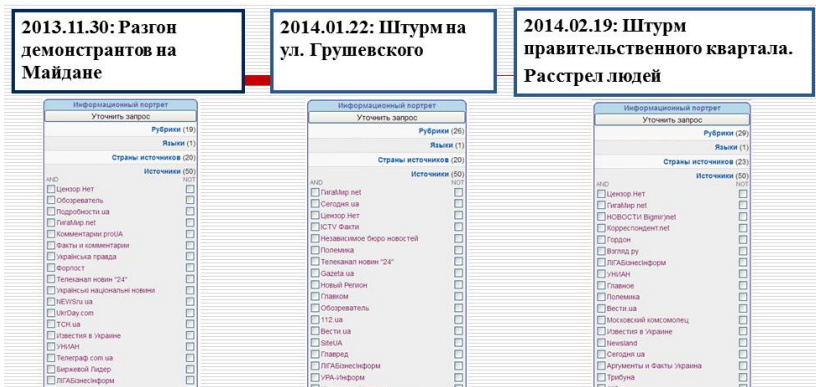 2013.11.30: Разгон
демонстрантов на
Майдане
2014.01.22: Штурм на
ул. Грушевского
2014.02.19: Штурм
правительственного квартала.
Расстрел людей
Информационный портрет
Уточнить запрос
Рубрики (19)
Языки (1)
Страны источников (20)
Источники (50)
AND NOT
Цензор.Нет
Обозреватель
Подробности.ua
ГигаМир.net
Комментарии proUA
Факты и комментарии
Українська правда
Форпост
Телеканал новин "24"
Українські національні новини
NEWSru.ua
UkrDay.com
ТСН.ua
Известия в Украине
УНИАН
Телеграф.com.ua
Биржевой Лидер
ЛІГАБізнесІнформ
Информационный портрет
Уточнить запрос
Рубрики (26)
Языки (1)
Страны источников (20)
Источники (50)
AND NOT
ГигаМир.net
Сегодня.ua
Цензор.Нет
ICTV Факти
Независимое бюро новостей
Полемика
Телеканал новин "24"
Gazeta.ua
Новый Регион
Главком
Обозреватель
112.ua
Вести.ua
SiteUA
Главред
ЛІГАБізнесІнформ
УРА-Информ
Информационный портрет
Уточнить запрос
Рубрики (29)
Языки (1)
Страны источников (23)
Источники (50)
AND NOT
Цензор.Нет
ГигаМир.net
НОВОСТИ Bigmir)net
Корреспондент.net
Гордон
Взгляд.ру
ЛІГАБізнесІнформ
УНИАН
Главное
Полемика
Вести.ua
Московский комсомолец
Известия в Украине
Newsland
Сегодня.ua
Аргументы и Факты Украина
Трибуна